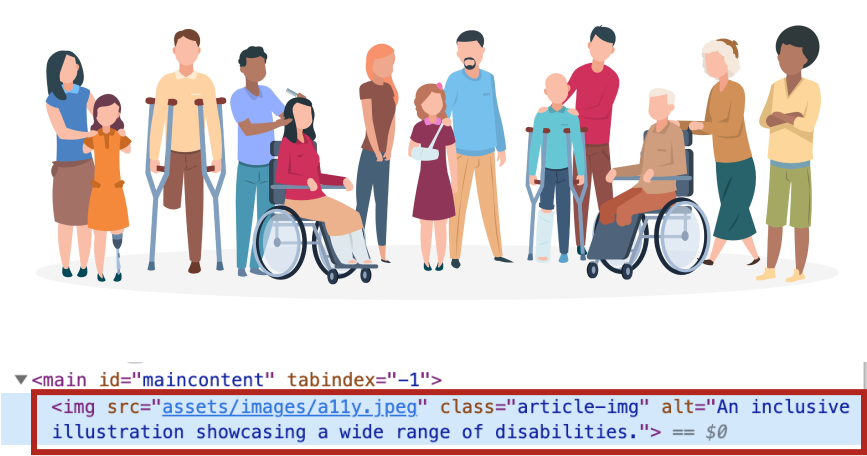 ▼<main id="maincontent" tabindex="-1">
<img src="assets/images/a11y.jpeg" class="article-img" alt="An inclusive
illustration showcasing a wide range of disabilities."> == $0